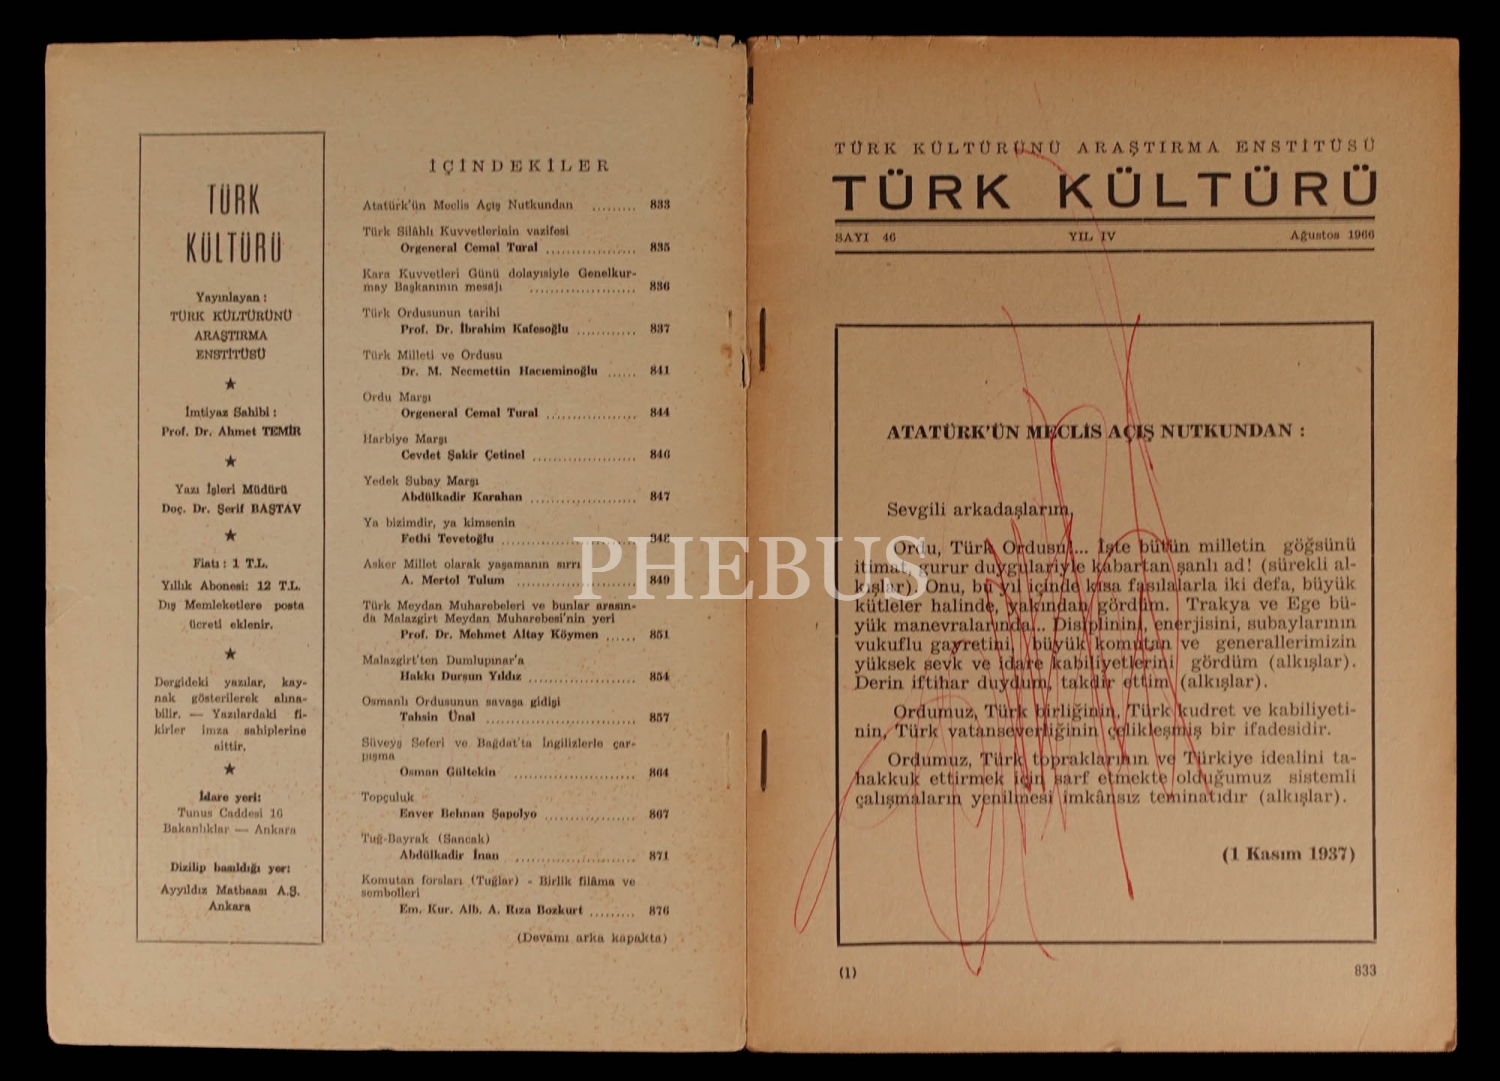 TÜRK
KÜLTÜRÜ
Yayınlayan :
TÜRK KÜLTÜRÜNÜ
ARAŞTIRMA
ENSTİTÜSÜ
★
İmtiyaz Sahibi :
Prof. Dr. Ahmet TEMİR
★
Yazı İşleri Müdürü
Doç. Dr. Şerif BAŞTAV
★
Fiatı : 1 T.L.
Yıllık Abonesi: 12 T.L.
Dış Memleketlere posta
ücreti eklenir.
★
Dergideki yazılar, kay-
nak gösterilerek alına-
bilir. — Yazılardaki fi-
kirler imza sahiplerine
aittir.
★
İdare yeri:
Tunus Caddesi 16
Bakanlıklar — Ankara
Dizilip basıldığı yer:
Ayyıldız Matbaası A.Ş.
Ankara
İÇİNDEKİLER
Atatürk'ün Meclis Açış Nutkundan ......... 833
Türk Silâhlı Kuvvetlerinin vazifesi
Orgeneral Cemal Tural .................. 835
Kara Kuvvetleri Günü dolayısiyle Genelkur-
may Başkanının mesajı ..................... 836
Türk Ordusunun tarihi
Prof. Dr. İbrahim Kafesoğlu ............ 837
Türk Milleti ve Ordusu
Dr. M. Necmettin Hacıeminoğlu ...... 841
Ordu Marşı
Orgeneral Cemal Tural .................. 844
Harbiye Marşı
Cevdet Şakir Çetinel ..................... 846
Yedek Subay Marşı
Abdülkadir Karahan ..................... 847
Ya bizimdir, ya kimsenin
Fethi Tevetoğlu ........................... 848
Asker Millet olarak yaşamanın sırrı
A. Mertol Tulum ........................ 849
Türk Meydan Muharebeleri ve bunlar arasın-
da Malazgirt Meydan Muharebesi'nin yeri
Prof. Dr. Mehmet Altay Köymen ...... 851
Malazgirt'ten Dumlupınar'a
Hakkı Dursun Yıldız ..................... 854
Osmanlı Ordusunun savaşa gidişi
Tahsin Ünal .............................. 857
Süveyş Seferi ve Bağdat'ta İngilizlerle çar-
pışma
Osman Gültekin ........................ 864
Topçuluk
Enver Behnan Şapolyo .................. 867
Tuğ-Bayrak (Sancak)
Abdülkadir İnan ........................ 871
Komutan forsları (Tuğlar) - Birlik filâma ve
sembolleri
Em. Kur. Alb. A. Rıza Bozkurt ......... 876
(Devamı arka kapakta)
TÜRK KÜLTÜRÜNÜ ARAŞTIRMA ENSTİTÜSÜ
TÜRK KÜLTÜRÜ
SAYI 46 YIL IV Ağustos 1966
ATATÜRK'ÜN MECLİS AÇIŞ NUTKUNDAN :
Sevgili arkadaşlarım,
Ordu, Türk Ordusu!... İşte bütün milletin göğsünü
itimat, gurur duygulariyle kabartan şanlı ad! (sürekli al-
kışlar) Onu, bu yıl içinde kısa fasılalarla iki defa, büyük
kütleler halinde, yakından gördüm. Trakya ve Ege bü-
yük manevralarında... Disiplinini, enerjisini, subaylarının
vukuflu gayretini, büyük komutan ve generallerimizin
yüksek sevk ve idare kabiliyetlerini gördüm (alkışlar).
Derin iftihar duydum, takdir ettim (alkışlar).
Ordumuz, Türk birliğinin, Türk kudret ve kabiliyeti-
nin, Türk vatanseverliğinin çelikleşmiş bir ifadesidir.
Ordumuz, Türk topraklarının ve Türkiye idealini ta-
hakkuk ettirmek için sarf etmekte olduğumuz sistemli
çalışmaların yenilmesi imkânsız teminatıdır (alkışlar).
(1 Kasım 1937)
(1) 833
PHEBUS